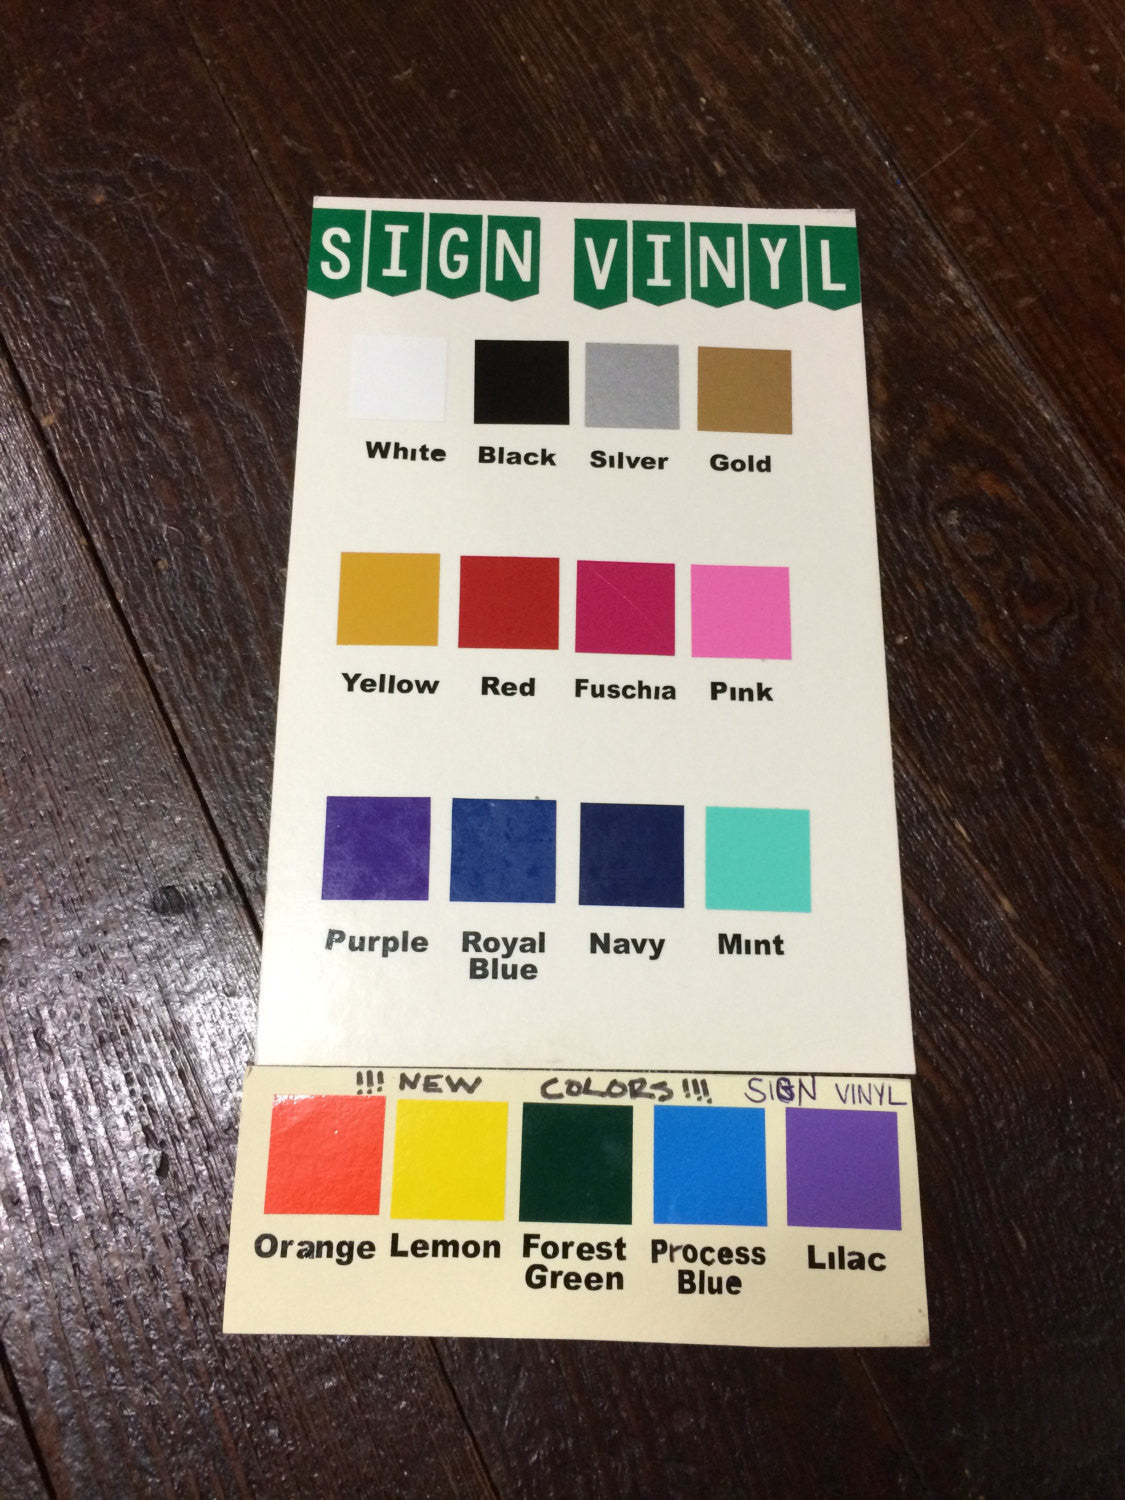 SIGN VINYL
White Black Silver Gold
Yellow Red Fuschia Pink
Purple Royal Blue Navy Mint
!!! NEW COLORS!!! SIGN VINYL
Orange Lemon Forest Green Process Blue Lilac